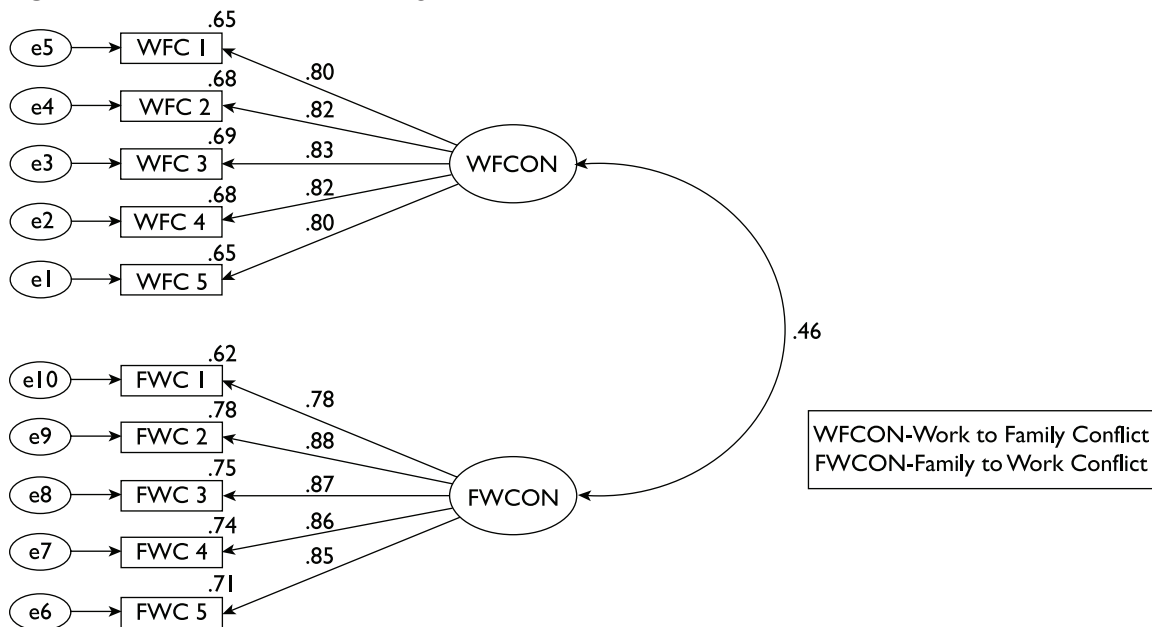 .65
e5 WFC 1
.80
.68
e4 WFC 2
.82
.69
e3 WFC 3
.83
WFCON
.68
e2 WFC 4
.82
.65
.80
e1 WFC 5
.46
.62
e10 FWC 1
.78
.78
e9 FWC 2
.88
.75
e8 FWC 3
.87
FWCON
.74
e7 FWC 4
.86
.71
.85
e6 FWC 5
WFCON-Work to Family Conflict
FWCON-Family to Work Conflict